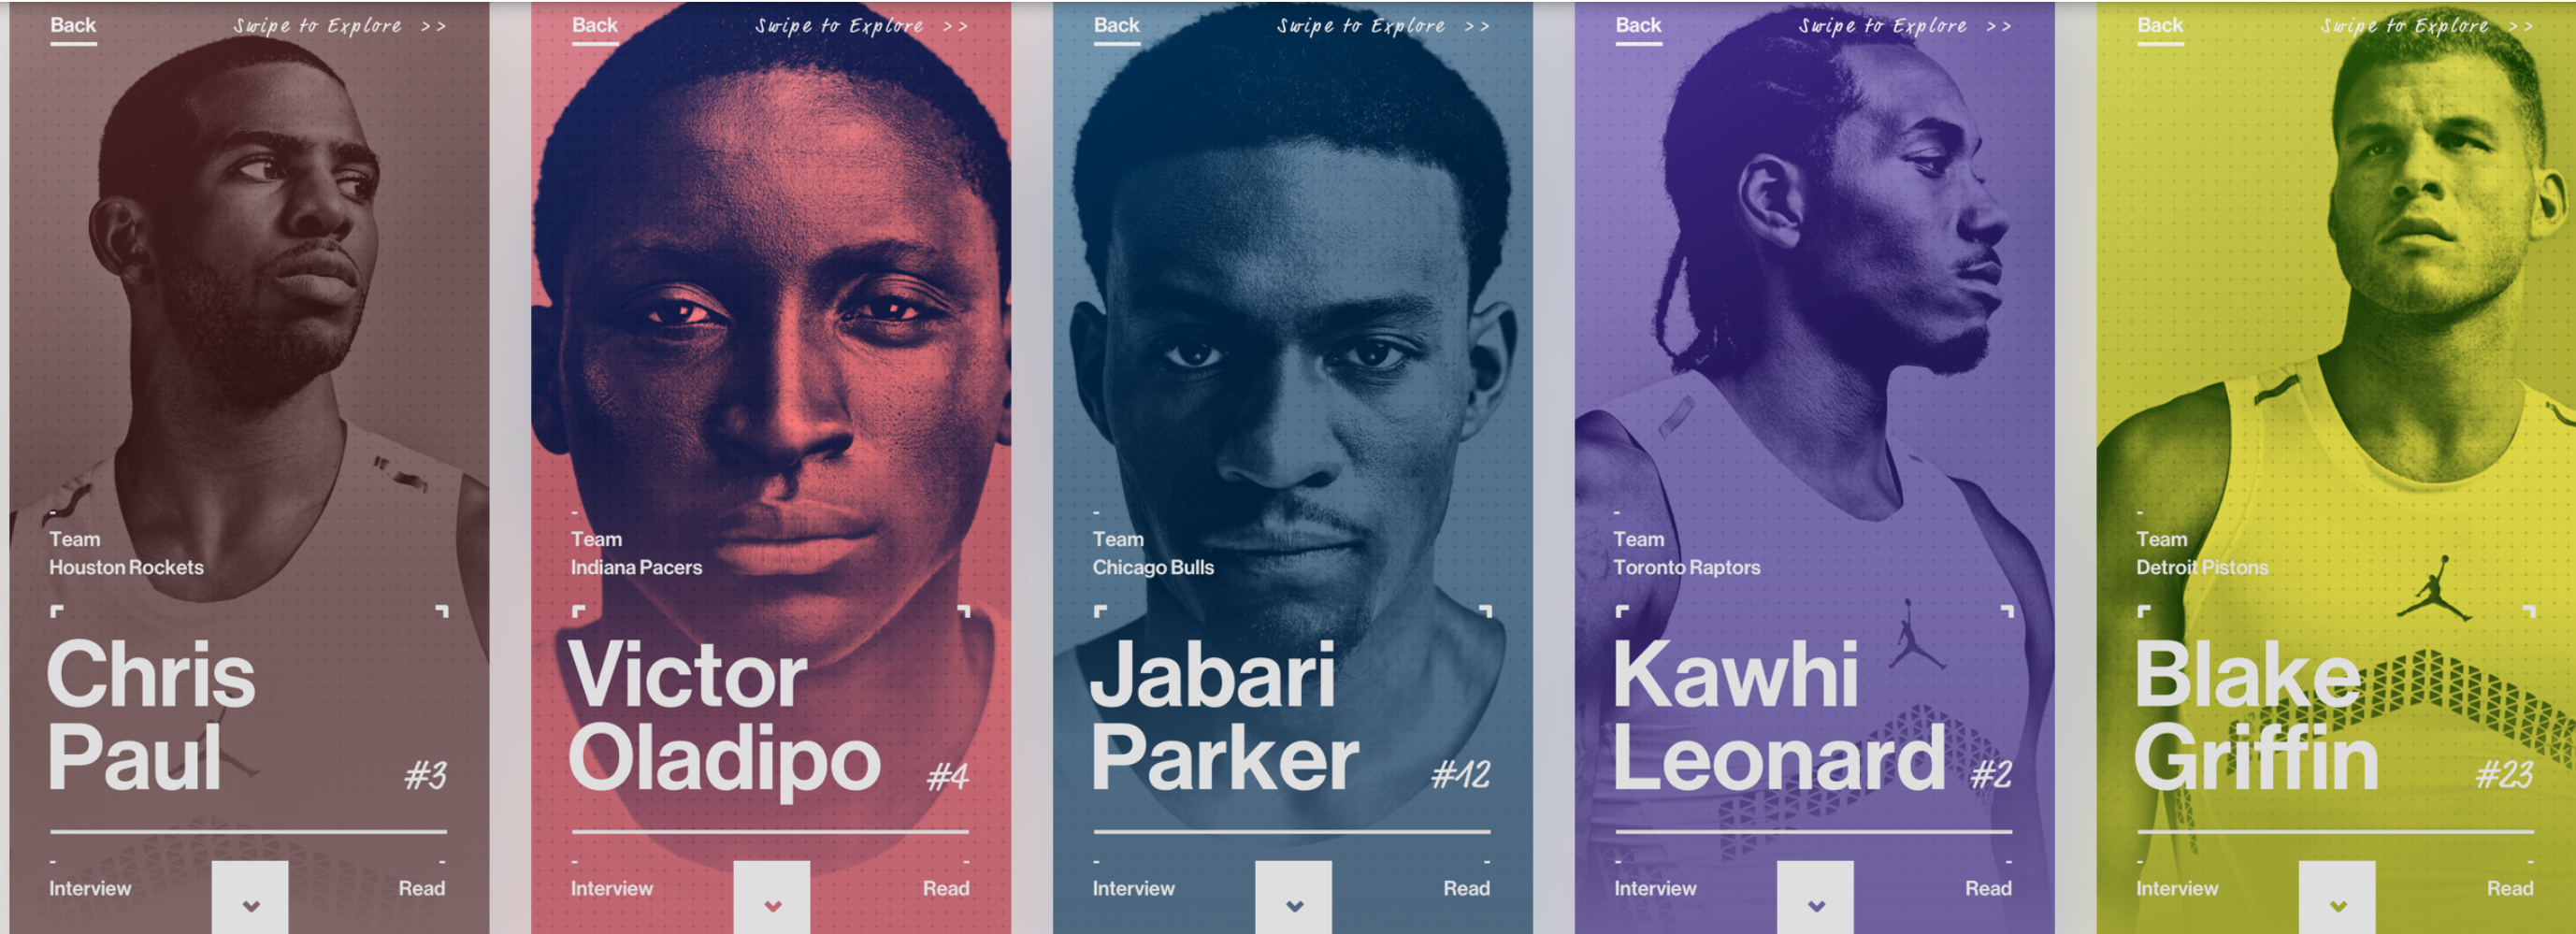 Back
Swipe to Explore >>
-
Team
Houston Rockets
Chris
Paul
#3
-
Interview
-
Read
Back
Swipe to Explore >>
-
Team
Indiana Pacers
Victor
Oladipo
#4
-
Interview
-
Read
Back
Swipe to Explore >>
-
Team
Chicago Bulls
Jabari
Parker
#12
-
Interview
-
Read
Back
Swipe to Explore >>
-
Team
Toronto Raptors
Kawhi
Leonard
#2
-
Interview
-
Read
Back
Swipe to Explore >>
-
Team
Detroit Pistons
Blake
Griffin
#23
-
Interview
-
Read